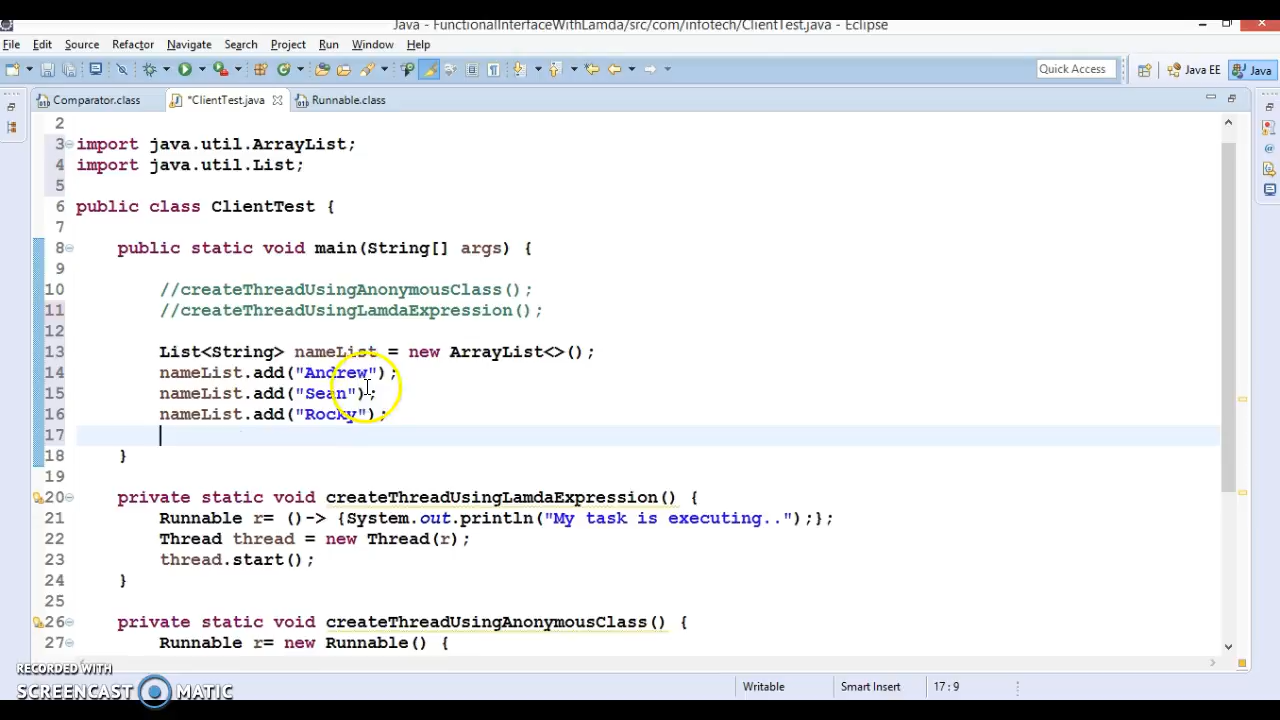 Java - FunctionalInterfaceWithLamda/src/com/infotech/ClientTest.java - Eclipse
File Edit Source Refactor Navigate Search Project Run Window Help
Quick Access Java EE Java
Comparator.class *ClientTest.java Runnable.class
2
3 import java.util.ArrayList;
4 import java.util.List;
5
6 public class ClientTest {
7
8 public static void main(String[] args) {
9
10 //createThreadUsingAnonymousClass();
11 //createThreadUsingLamdaExpression();
12
13 List<String> nameList = new ArrayList<>();
14 nameList.add("Andrew");
15 nameList.add("Sean");
16 nameList.add("Rocky");
17
18 }
19
20 private static void createThreadUsingLamdaExpression() {
21 Runnable r= ()-> {System.out.println("My task is executing..");};
22 Thread thread = new Thread(r);
23 thread.start();
24 }
25
26 private static void createThreadUsingAnonymousClass() {
27 Runnable r= new Runnable() {
RECORDED WITH
SCREENCAST MATIC
Writable Smart Insert 17:9